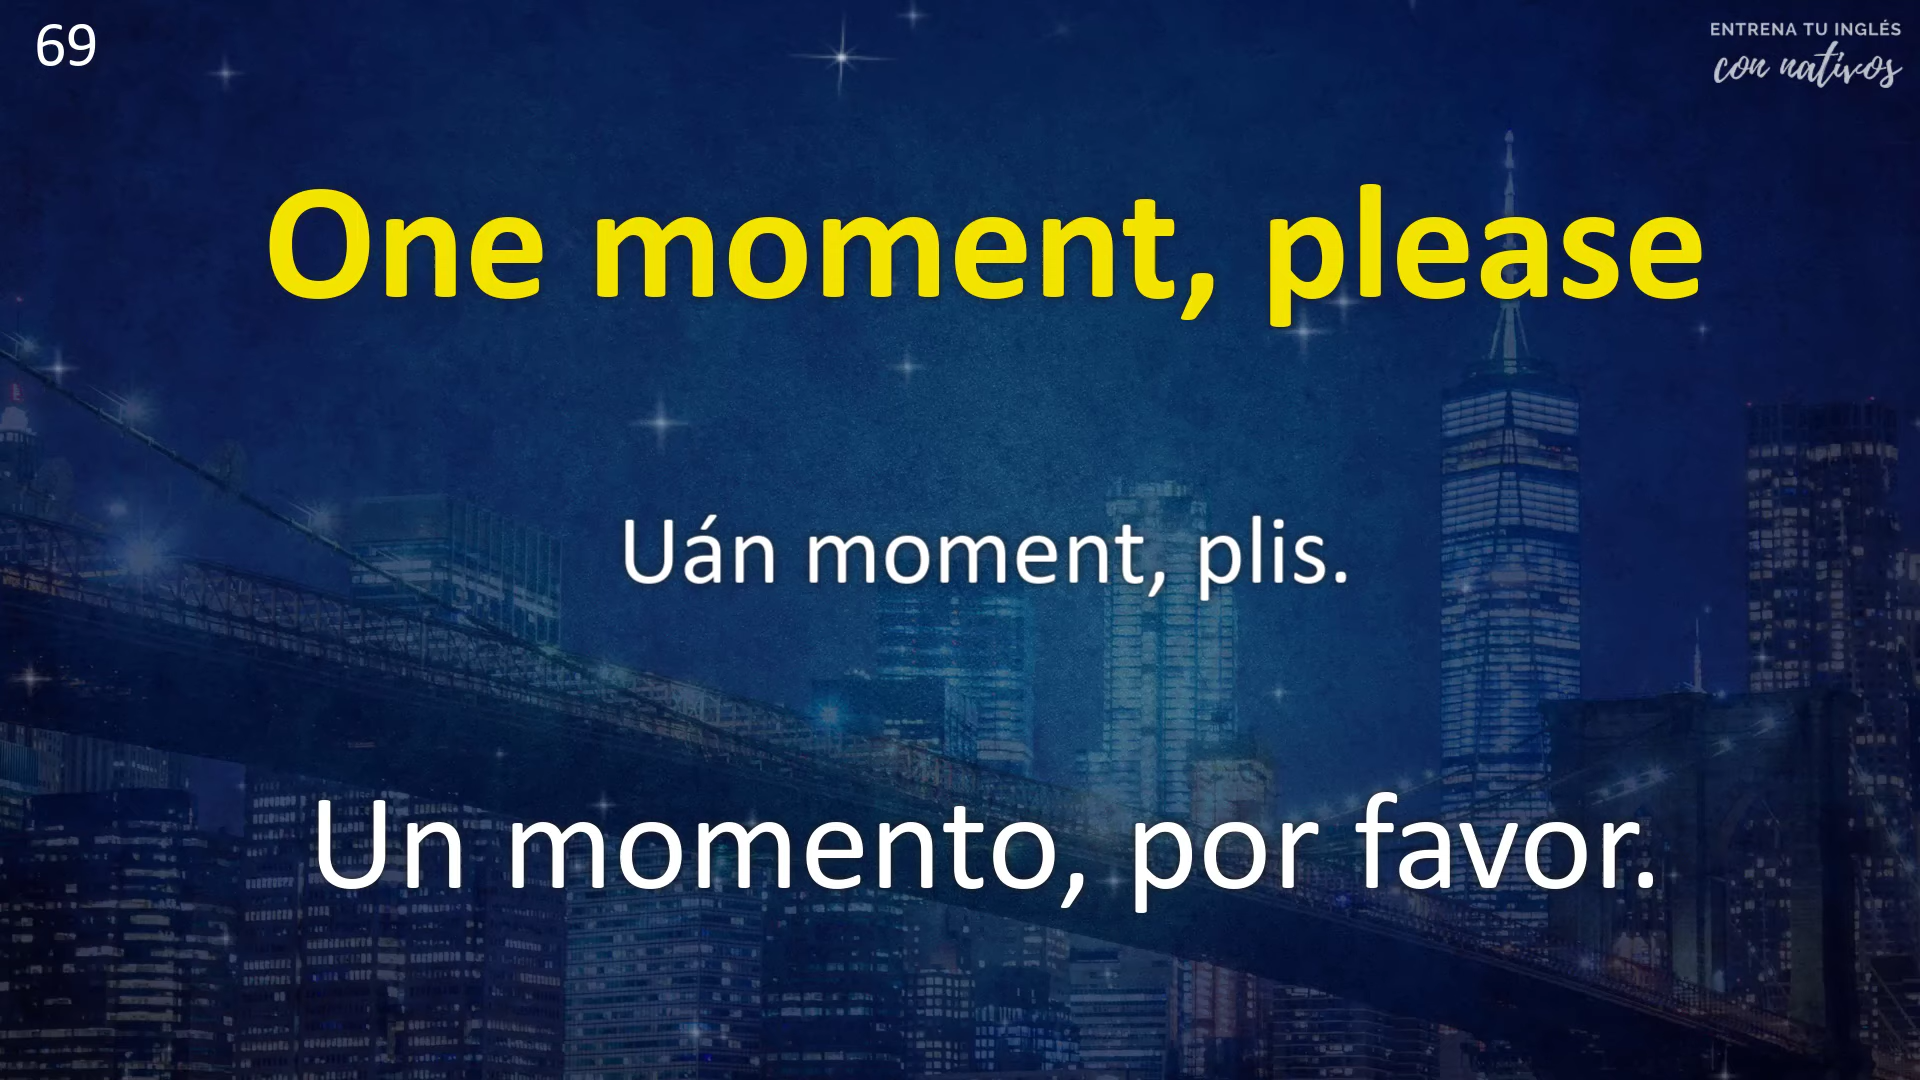 69
ENTRENA TU INGLÉS
con nativos
One moment, please
Uán moment, plis.
Un momento, por favor.